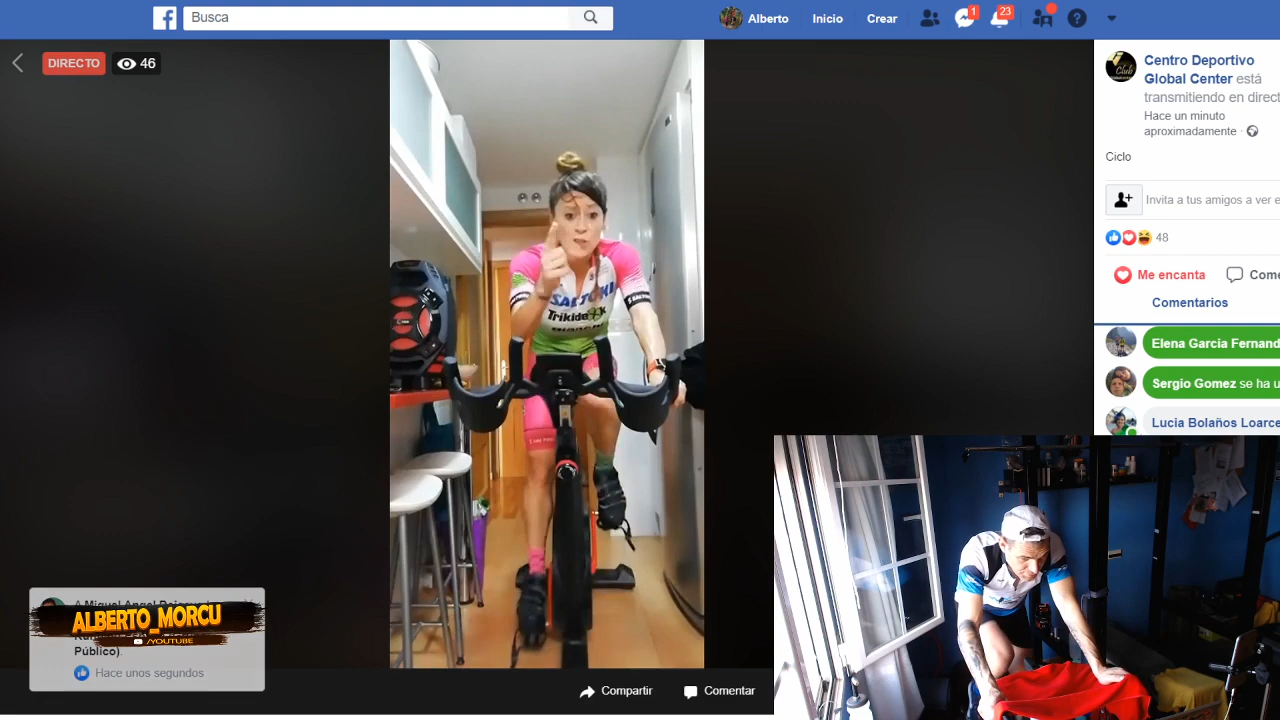 Busca
Alberto
Inicio
Crear
1
23
DIRECTO
46
Centro Deportivo
Global Center está
transmitiendo en direct
Hace un minuto
aproximadamente ·
Ciclo
Invita a tus amigos a ver e
48
Me encanta
Come
Comentarios
Elena Garcia Fernand
Sergio Gomez se ha u
Lucia Bolaños Loarce
SALTOKI
Trikideak
ALBERTO_MORCU
/YOUTUBE
Público).
Hace unos segundos
Compartir
Comentar